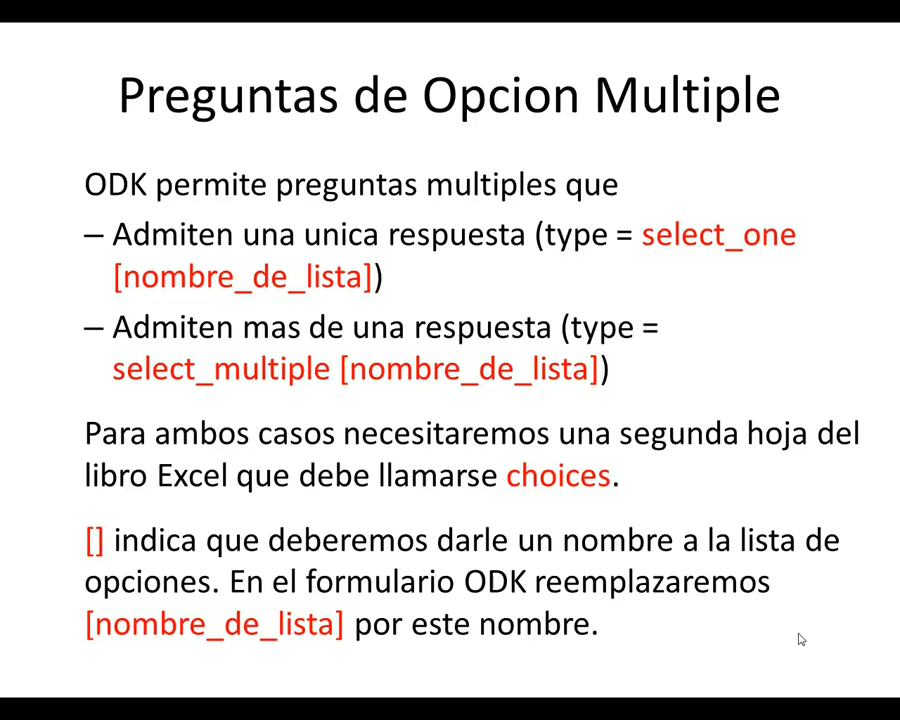 Preguntas de Opcion Multiple
ODK permite preguntas multiples que
– Admiten una unica respuesta (type = select_one
[nombre_de_lista])
– Admiten mas de una respuesta (type =
select_multiple [nombre_de_lista])
Para ambos casos necesitaremos una segunda hoja del
libro Excel que debe llamarse choices.
[] indica que deberemos darle un nombre a la lista de
opciones. En el formulario ODK reemplazaremos
[nombre_de_lista] por este nombre.